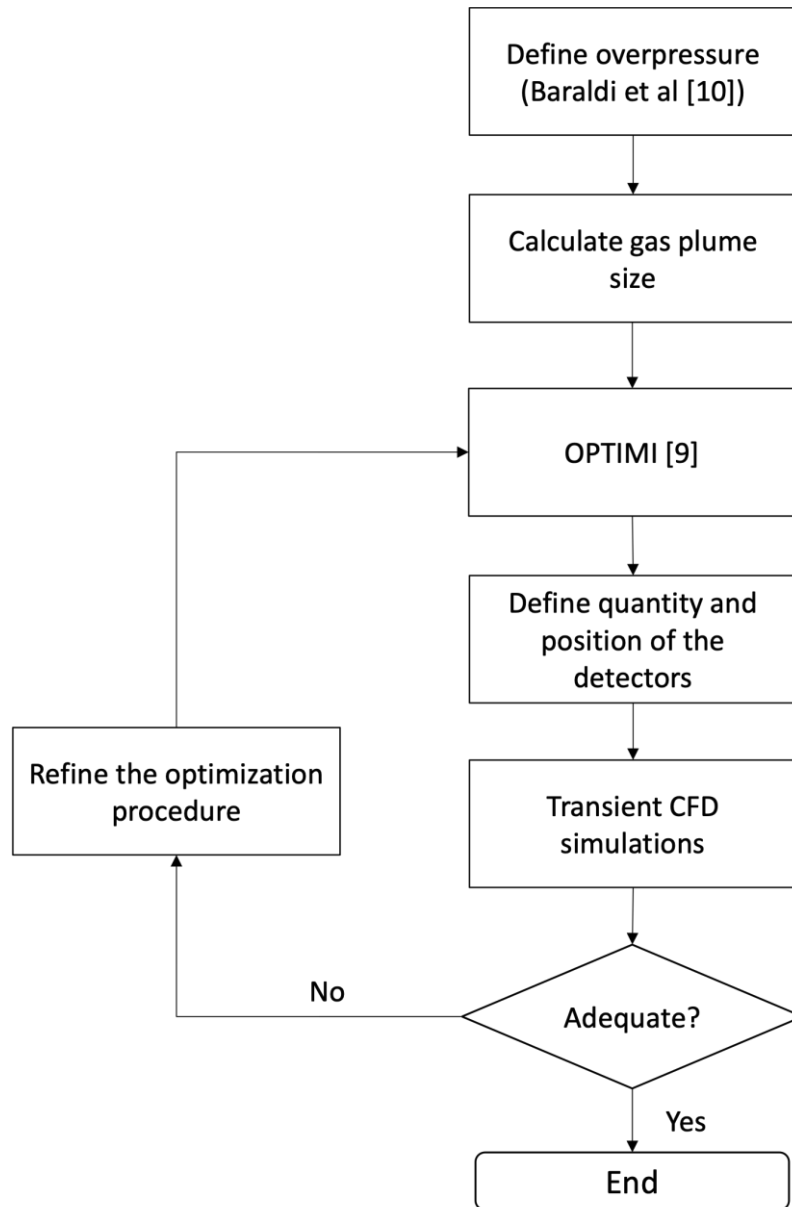 Define overpressure
(Baraldi et al [10])
Calculate gas plume
size
OPTIMI [9]
Define quantity and
position of the
detectors
Refine the optimization
procedure
Transient CFD
simulations
No
Adequate?
Yes
End